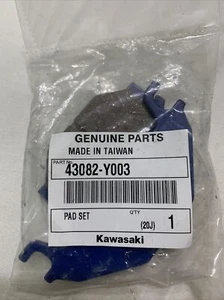 GENUINE PARTS
MADE IN TAIWAN
PART NO.
43082-Y003
PAD SET
QTY
(20J) 1
Kawasaki